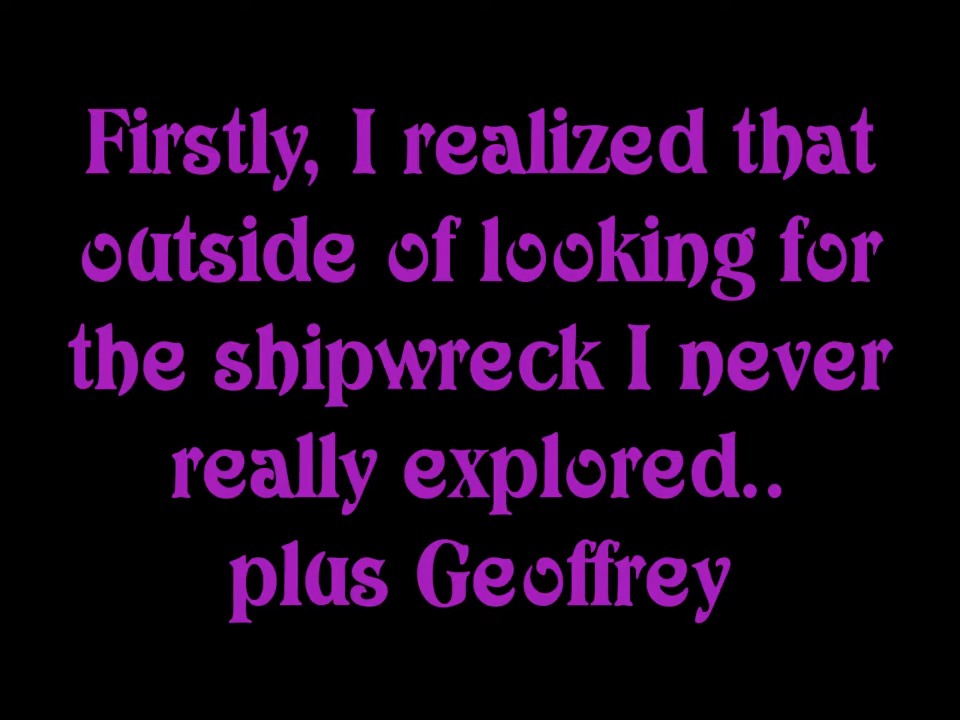 Firstly, I realized that
outside of looking for
the shipwreck I never
really explored..
plus Geoffrey